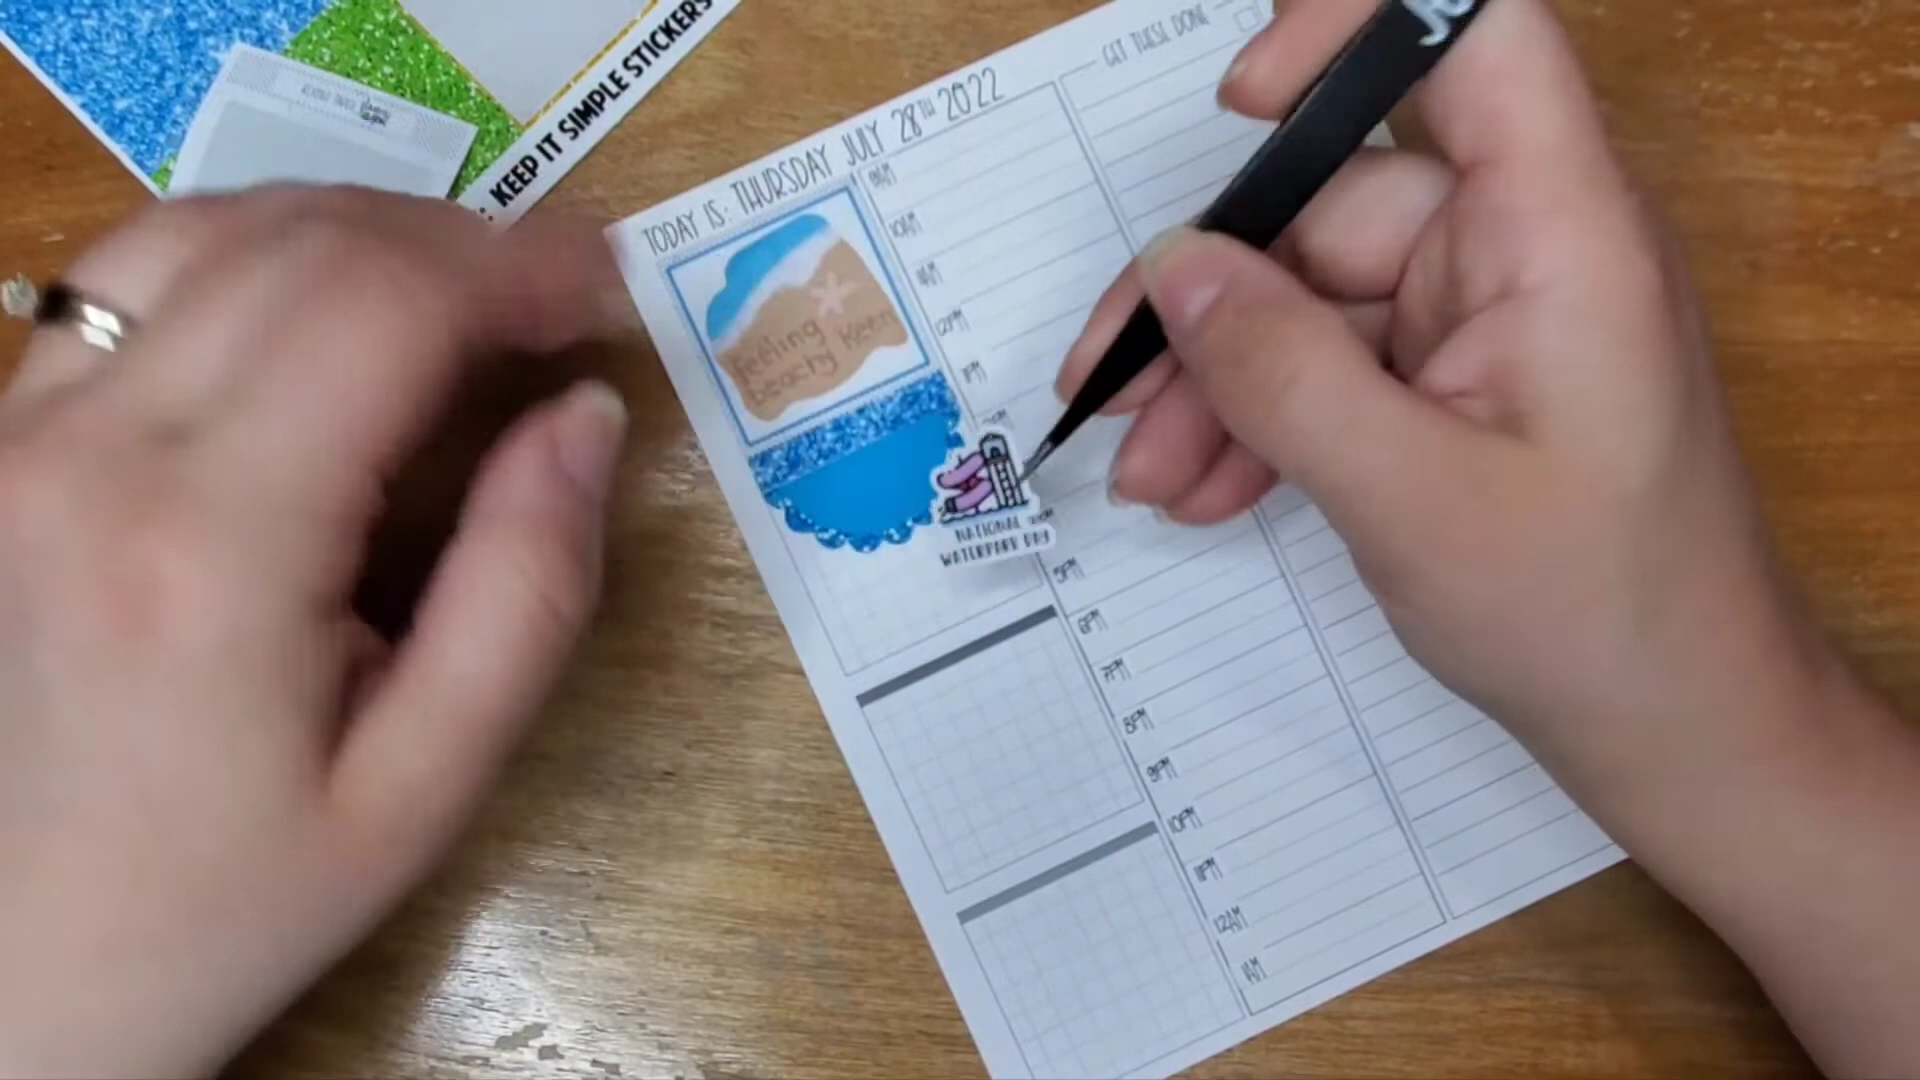 KEEP IT SIMPLE STICKERS
GET THESE DONE
TODAY IS: THURSDAY JULY 28TH 2022
9AM
10AM
11AM
12PM
1PM
feeling
beachy keen
NATIONAL
WATERPARK DAY
5PM
6PM
7PM
8PM
9PM
10PM
11PM
12AM
1AM